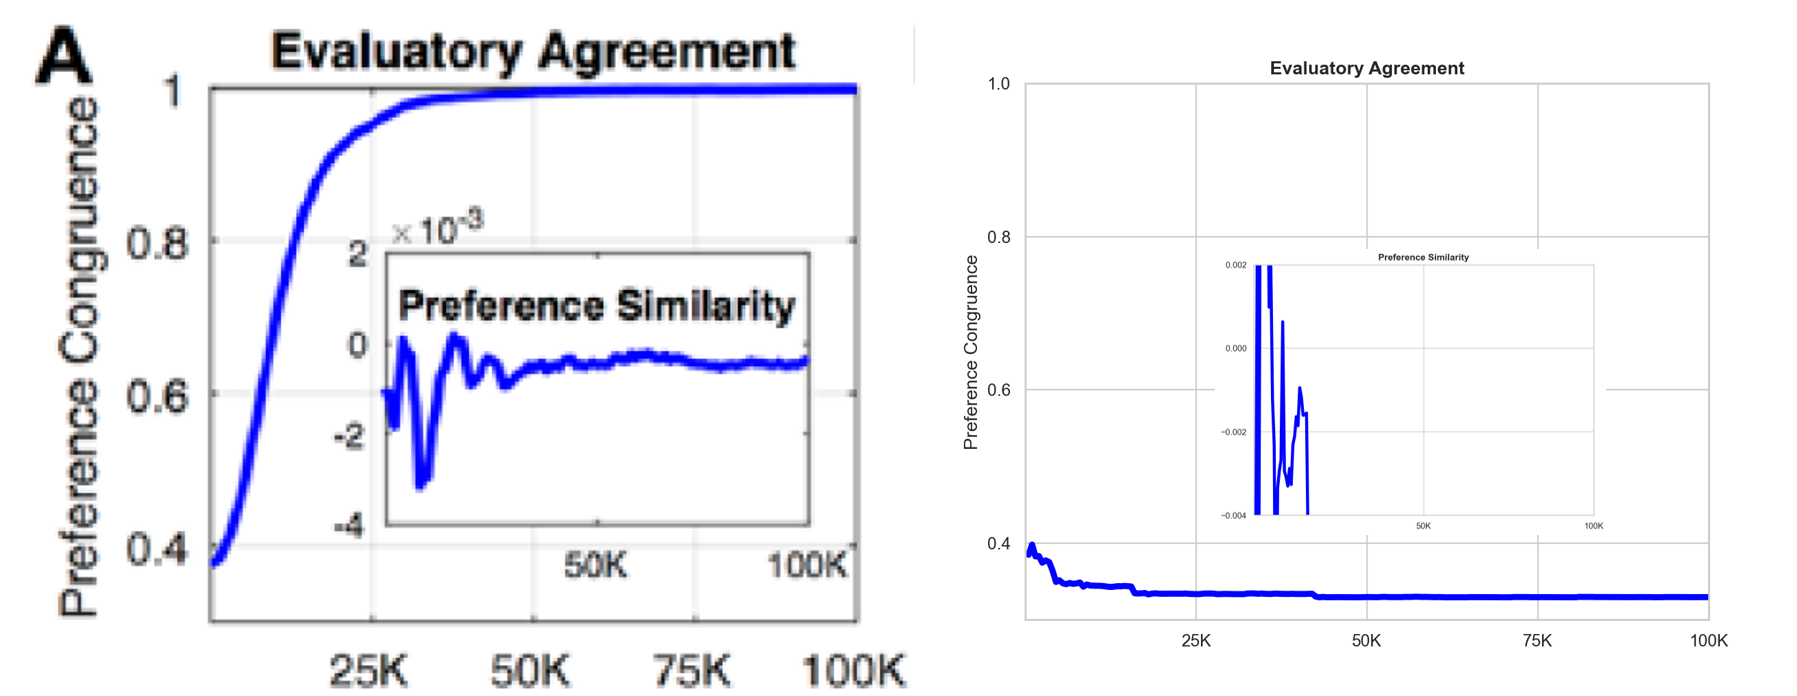 A
Evaluatory Agreement
Preference Congruence
1
0.8
0.6
0.4
25K 50K 75K 100K
× 10-3
Preference Similarity
2
0
-2
-4
50K 100K
Evaluatory Agreement
Preference Congruence
1.0
0.8
0.6
0.4
25K 50K 75K 100K
Preference Similarity
0.002
0.000
−0.002
−0.004
50K 100K